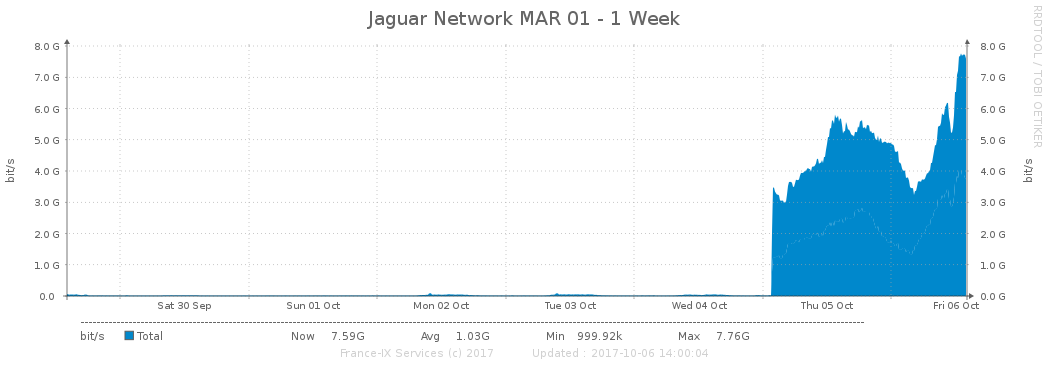 Jaguar Network MAR 01 - 1 Week
RRDTOOL / TOBI OETIKER
bit/s
8.0 G 8.0 G
7.0 G 7.0 G
6.0 G 6.0 G
5.0 G 5.0 G
4.0 G 4.0 G
3.0 G 3.0 G
2.0 G 2.0 G
1.0 G 1.0 G
0.0 0.0 G
bit/s
Sat 30 Sep Sun 01 Oct Mon 02 Oct Tue 03 Oct Wed 04 Oct Thu 05 Oct Fri 06 Oct
bit/s Total Now 7.59G Avg 1.03G Min 999.92k Max 7.76G
France-IX Services (c) 2017 Updated : 2017-10-06 14:00:04